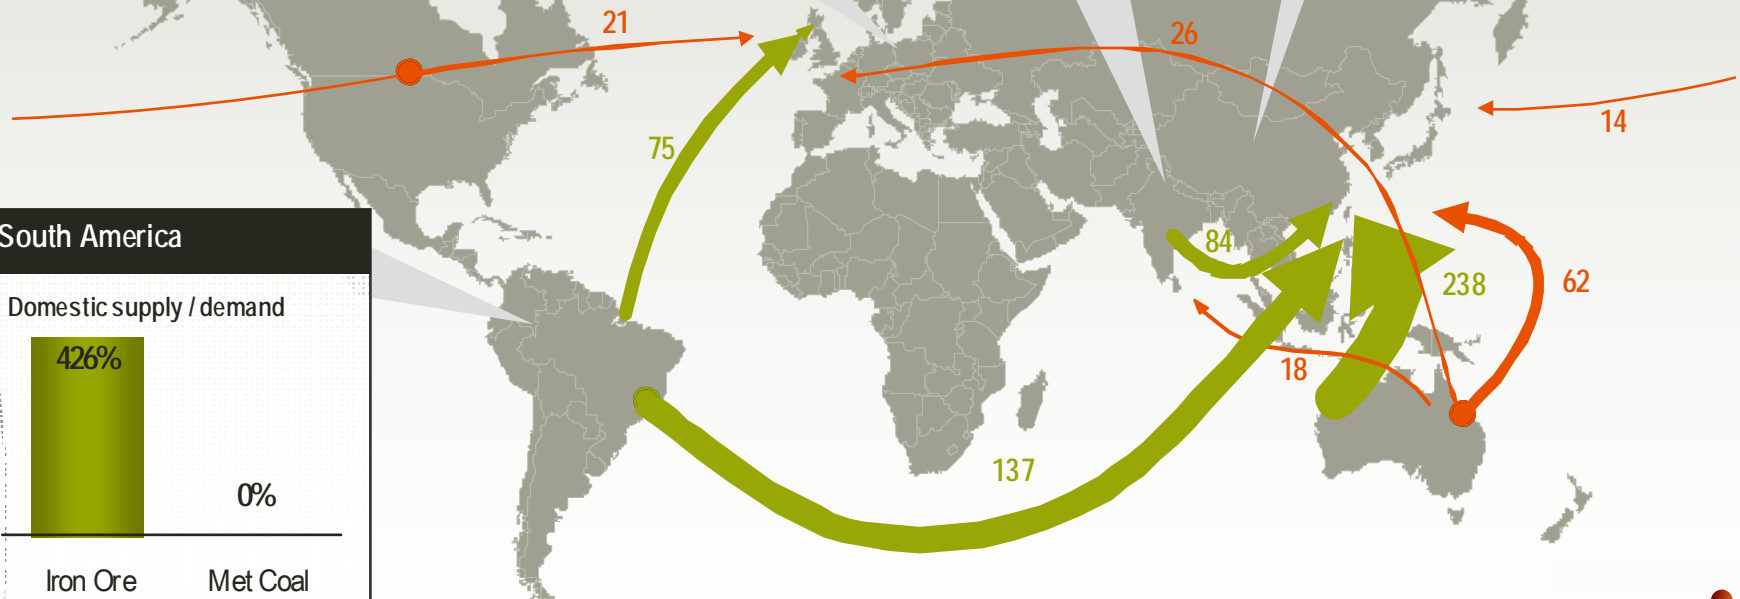 21
26
14
75
South America
84
238
62
Domestic supply / demand
426%
18
137
0%
Iron Ore
Met Coal